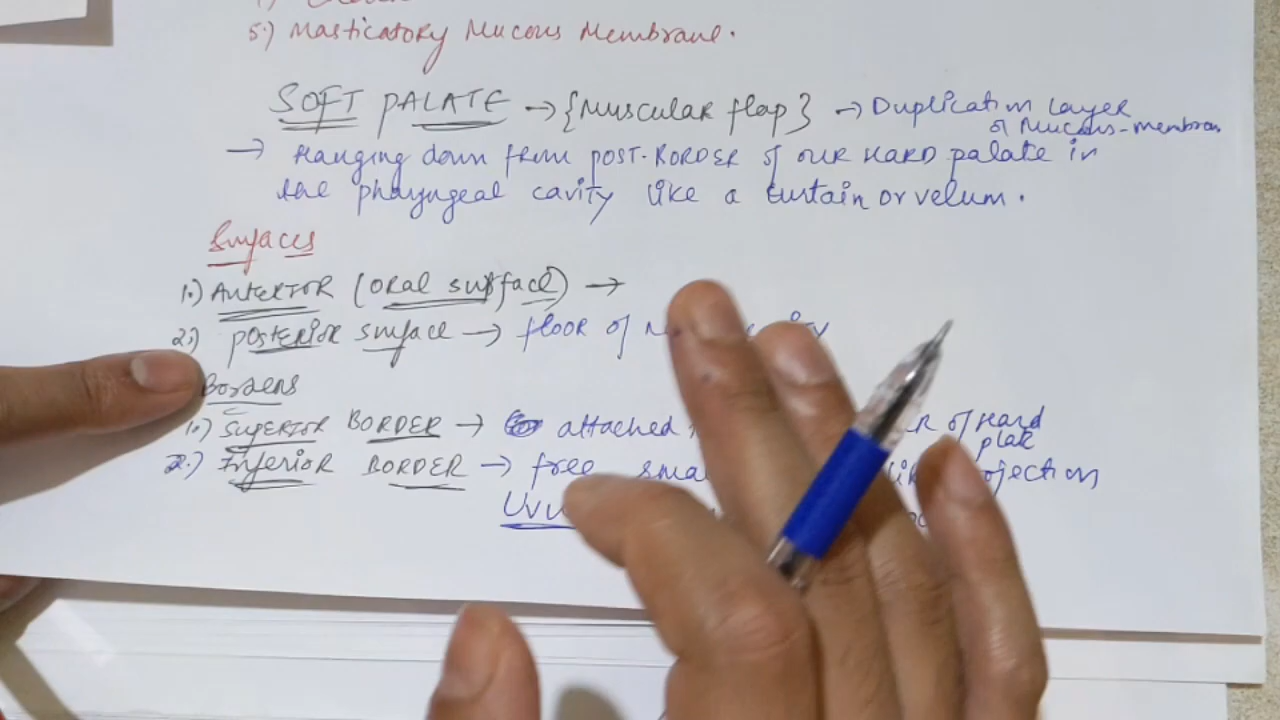 5.) Masticatory Mucous Membrane.
SOFT PALATE → {Muscular flap} → Duplication Layer
of Mucous-membran
→ Hanging down from POST. BORDER of our HARD palate in
the pharyngeal cavity like a curtain or velum.
Surfaces
1.) ANTERIOR (oral surface) →
2.) posterior surface → floor of
Borders
1.) SUPERIOR BORDER → attached of Hard
plate
2.) Inferior BORDER → free